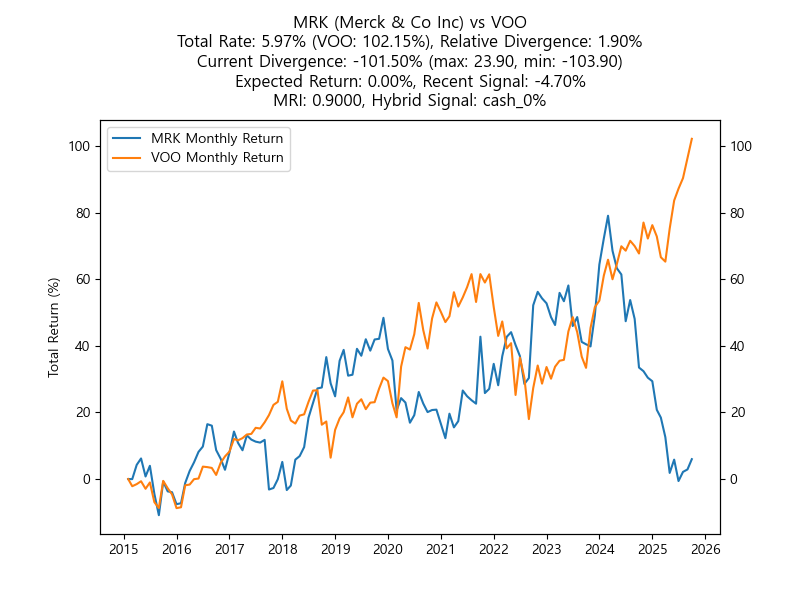 MRK (Merck & Co Inc) vs VOO
Total Rate: 5.97% (VOO: 102.15%), Relative Divergence: 1.90%
Current Divergence: -101.50% (max: 23.90, min: -103.90)
Expected Return: 0.00%, Recent Signal: -4.70%
MRI: 0.9000, Hybrid Signal: cash_0%
MRK Monthly Return
VOO Monthly Return
100
80
60
40
20
0
100
80
60
40
20
0
Total Return (%)
2015 2016 2017 2018 2019 2020 2021 2022 2023 2024 2025 2026